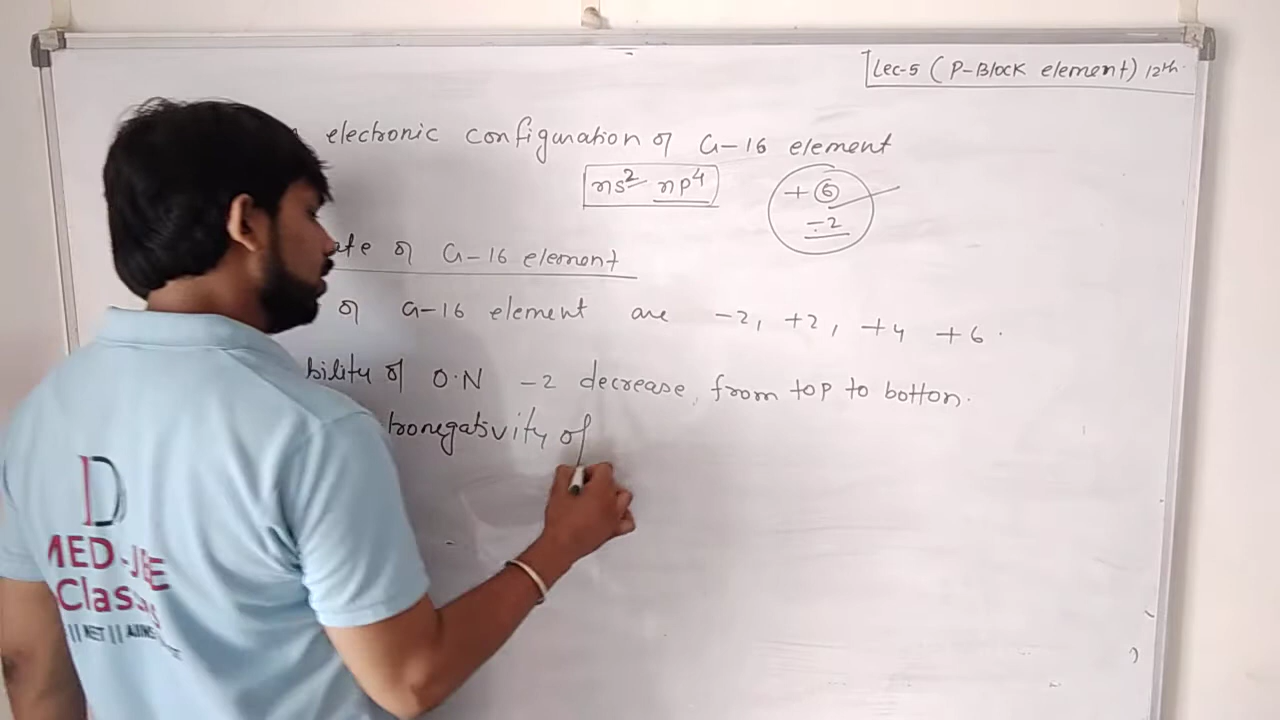 Lec-5 (P-Block element) 12th.
electronic configuration of G-16 element
ns² np⁴
+6
-2
ate of G-16 element
of G-16 element are -2, +2, +4 +6.
bility of O.N -2 decrease, from top to botton.
tronegativity of
D
MED-JEE
Classes
|| NEET || AIIMS